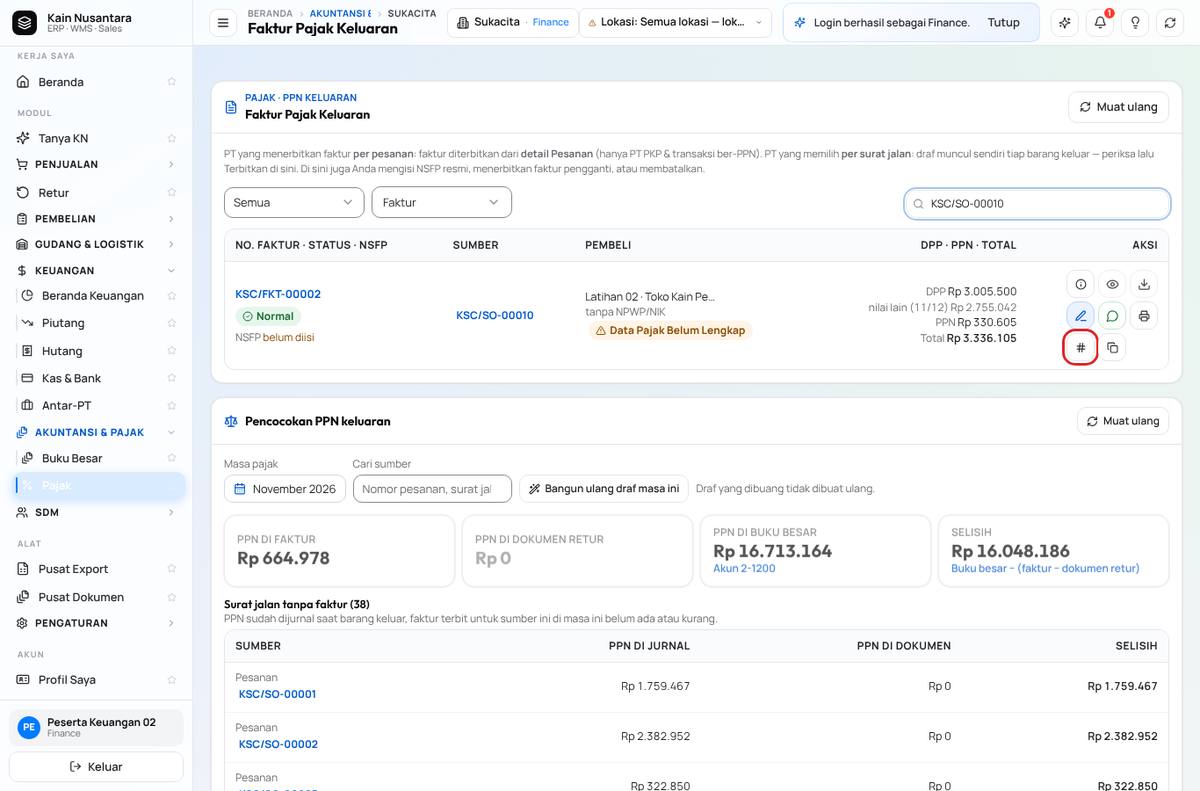 Kain Nusantara
ERP · WMS · Sales
KERJA SAYA
Beranda
MODUL
Tanya KN
PENJUALAN
Retur
PEMBELIAN
GUDANG & LOGISTIK
KEUANGAN
Beranda Keuangan
Piutang
Hutang
Kas & Bank
Antar-PT
AKUNTANSI & PAJAK
Buku Besar
Pajak
SDM
ALAT
Pusat Export
Pusat Dokumen
PENGATURAN
AKUN
Profil Saya
PE
Peserta Keuangan 02
Finance
Keluar
BERANDA > AKUNTANSI & > SUKACITA
Faktur Pajak Keluaran
Sukacita · Finance
Lokasi: Semua lokasi — lok...
Login berhasil sebagai Finance.
Tutup
1
PAJAK · PPN KELUARAN
Faktur Pajak Keluaran
Muat ulang
PT yang menerbitkan faktur per pesanan: faktur diterbitkan dari detail Pesanan (hanya PT PKP & transaksi ber-PPN). PT yang memilih per surat jalan: draf muncul sendiri tiap barang keluar — periksa lalu
Terbitkan di sini. Di sini juga Anda mengisi NSFP resmi, menerbitkan faktur pengganti, atau membatalkan.
Semua
Faktur
KSC/SO-00010
NO. FAKTUR · STATUS · NSFP SUMBER PEMBELI DPP · PPN · TOTAL AKSI
KSC/FKT-00002
Normal
NSFP belum diisi
KSC/SO-00010
Latihan 02 · Toko Kain Pe...
tanpa NPWP/NIK
Data Pajak Belum Lengkap
DPP Rp 3.005.500
nilai lain (11/12) Rp 2.755.042
PPN Rp 330.605
Total Rp 3.336.105
#
Pencocokan PPN keluaran
Muat ulang
Masa pajak
November 2026
Cari sumber
Nomor pesanan, surat jal
Bangun ulang draf masa ini
Draf yang dibuang tidak dibuat ulang.
PPN DI FAKTUR
Rp 664.978
PPN DI DOKUMEN RETUR
Rp 0
PPN DI BUKU BESAR
Rp 16.713.164
Akun 2-1200
SELISIH
Rp 16.048.186
Buku besar − (faktur − dokumen retur)
Surat jalan tanpa faktur (38)
PPN sudah dijurnal saat barang keluar, faktur terbit untuk sumber ini di masa ini belum ada atau kurang.
SUMBER PPN DI JURNAL PPN DI DOKUMEN SELISIH
Pesanan
KSC/SO-00001 Rp 1.759.467 Rp 0 Rp 1.759.467
Pesanan
KSC/SO-00002 Rp 2.382.952 Rp 0 Rp 2.382.952
Pesanan
Rp 322.850 Rp 0 Rp 322.850